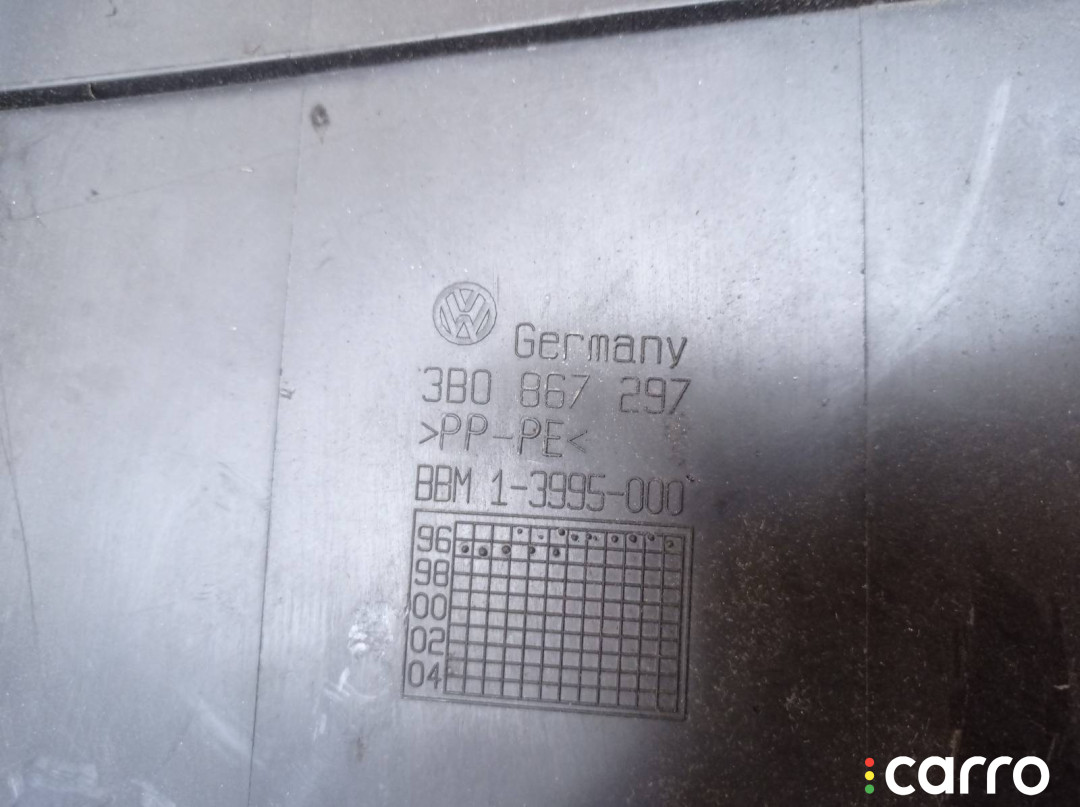 Germany
3B0 867 297
>PP-PE<
BBM 1-3995-000
96
98
00
02
04
carro